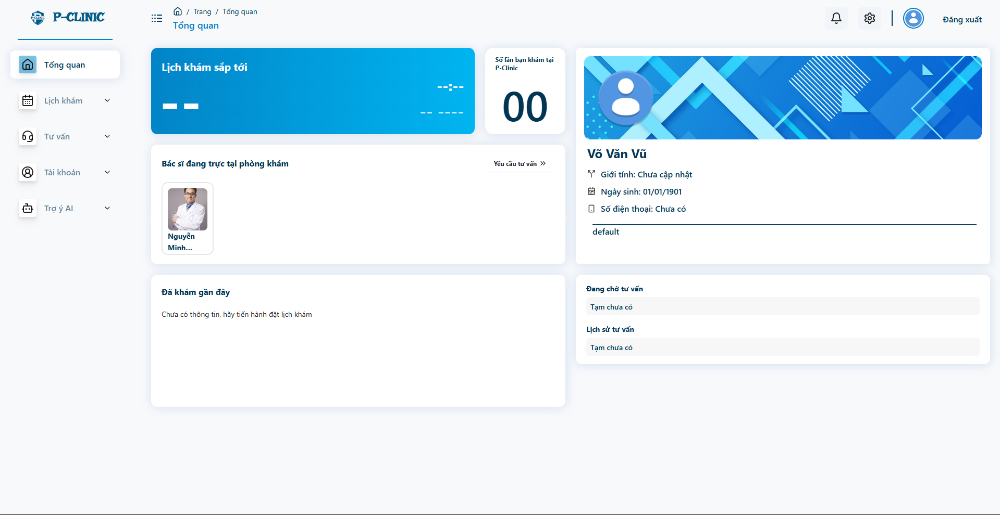 P-CLINIC
P-CLINIC
Tổng quan
Lịch khám
Tư vấn
Tài khoản
Trợ ý AI
/ Trang / Tổng quan
Tổng quan
Đăng xuất
Lịch khám sắp tới
--:--
-- ----
Số lần bạn khám tại
P-Clinic
00
Bác sĩ đang trực tại phòng khám
Yêu cầu tư vấn
Nguyễn
Minh...
Đã khám gần đây
Chưa có thông tin, hãy tiến hành đặt lịch khám
Võ Văn Vũ
Giới tính: Chưa cập nhật
Ngày sinh: 01/01/1901
Số điện thoại: Chưa có
default
Đang chờ tư vấn
Tạm chưa có
Lịch sử tư vấn
Tạm chưa có